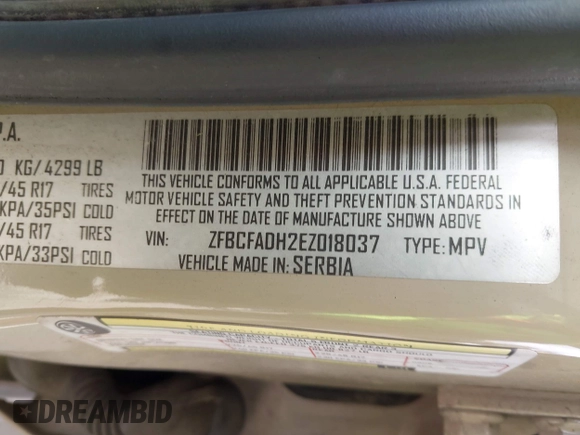 P.A.
KG/4299 LB
/45 R17 TIRES
KPA/35PSI COLD
/45 R17 TIRES
KPA/33PSI COLD
THIS VEHICLE CONFORMS TO ALL APPLICABLE U.S.A. FEDERAL
MOTOR VEHICLE SAFETY AND THEFT PREVENTION STANDARDS IN
EFFECT ON THE DATE OF MANUFACTURE SHOWN ABOVE
VIN: ZFBCFADH2EZ018037 TYPE: MPV
VEHICLE MADE IN: SERBIA
DREAMBID